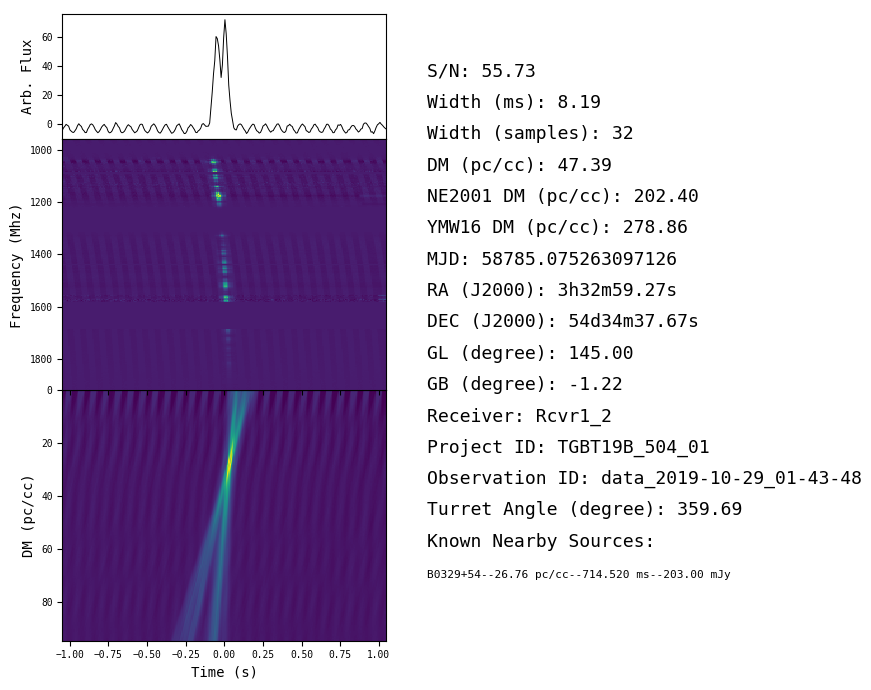 60
40
20
0
Arb. Flux
1000
1200
1400
1600
1800
Frequency (Mhz)
0
20
40
60
80
DM (pc/cc)
−1.00 −0.75 −0.50 −0.25 0.00 0.25 0.50 0.75 1.00
Time (s)
S/N: 55.73
Width (ms): 8.19
Width (samples): 32
DM (pc/cc): 47.39
NE2001 DM (pc/cc): 202.40
YMW16 DM (pc/cc): 278.86
MJD: 58785.075263097126
RA (J2000): 3h32m59.27s
DEC (J2000): 54d34m37.67s
GL (degree): 145.00
GB (degree): -1.22
Receiver: Rcvr1_2
Project ID: TGBT19B_504_01
Observation ID: data_2019-10-29_01-43-48
Turret Angle (degree): 359.69
Known Nearby Sources:
B0329+54--26.76 pc/cc--714.520 ms--203.00 mJy